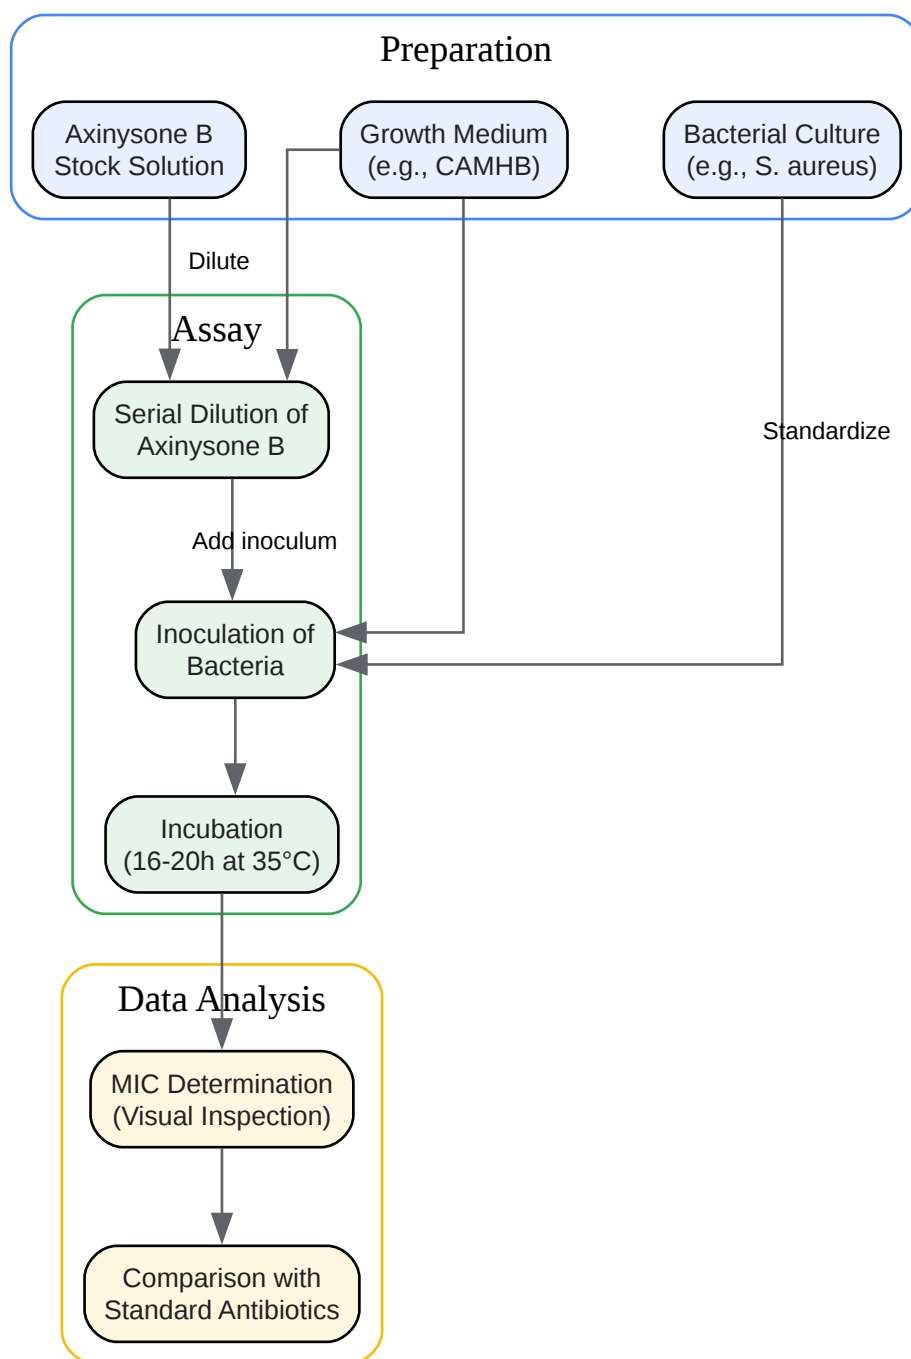 Preparation
Axinysone B
Stock Solution
Growth Medium
(e.g., CAMHB)
Bacterial Culture
(e.g., S. aureus)
Dilute
Assay
Serial Dilution of
Axinysone B
Standardize
Add inoculum
Inoculation of
Bacteria
Incubation
(16-20h at 35°C)
Data Analysis
MIC Determination
(Visual Inspection)
Comparison with
Standard Antibiotics